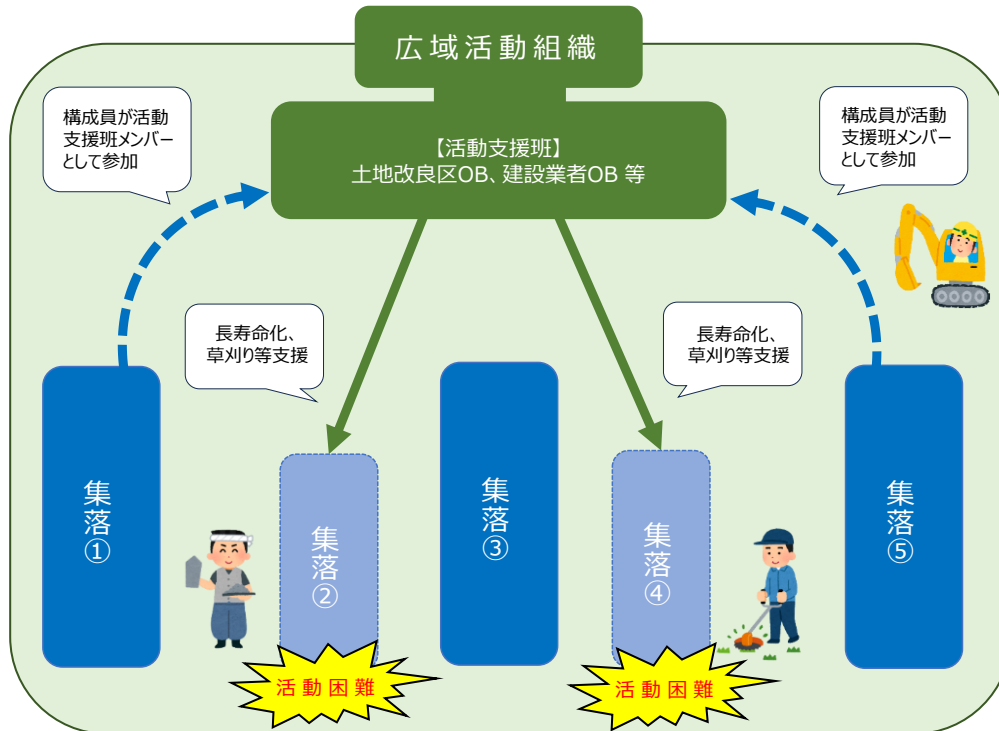 広域活動組織
【活動支援班】
土地改良区OB、建設業者OB 等
構成員が活動
支援班メンバー
として参加
構成員が活動
支援班メンバー
として参加
長寿命化、
草刈り等支援
長寿命化、
草刈り等支援
集落①
集落②
集落③
集落④
集落⑤
活動困難
活動困難